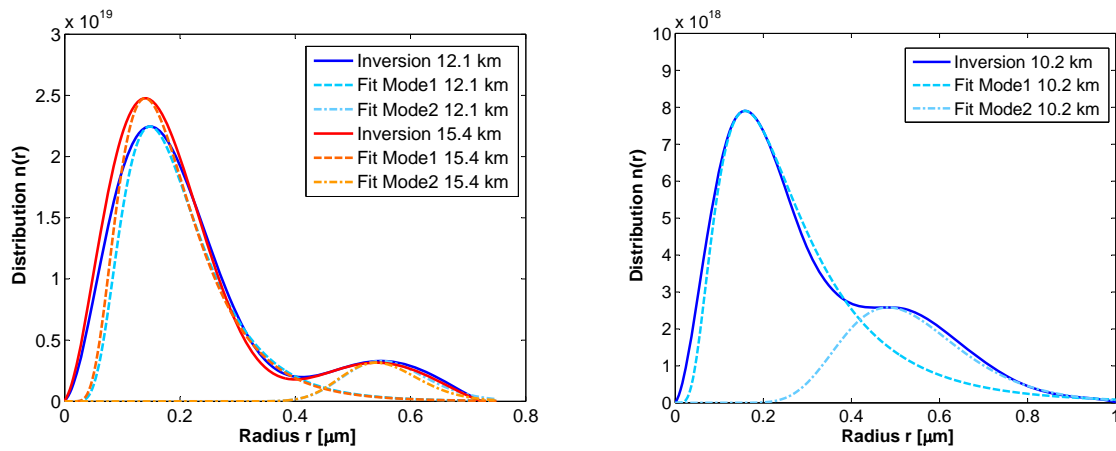 x 10^19
3
2.5
2
1.5
1
0.5
0
0
0.2
0.4
0.6
0.8
Distribution n(r)
Radius r [μm]
Inversion 12.1 km
Fit Mode1 12.1 km
Fit Mode2 12.1 km
Inversion 15.4 km
Fit Mode1 15.4 km
Fit Mode2 15.4 km
x 10^18
10
9
8
7
6
5
4
3
2
1
0
0
0.2
0.4
0.6
0.8
1
Distribution n(r)
Radius r [μm]
Inversion 10.2 km
Fit Mode1 10.2 km
Fit Mode2 10.2 km